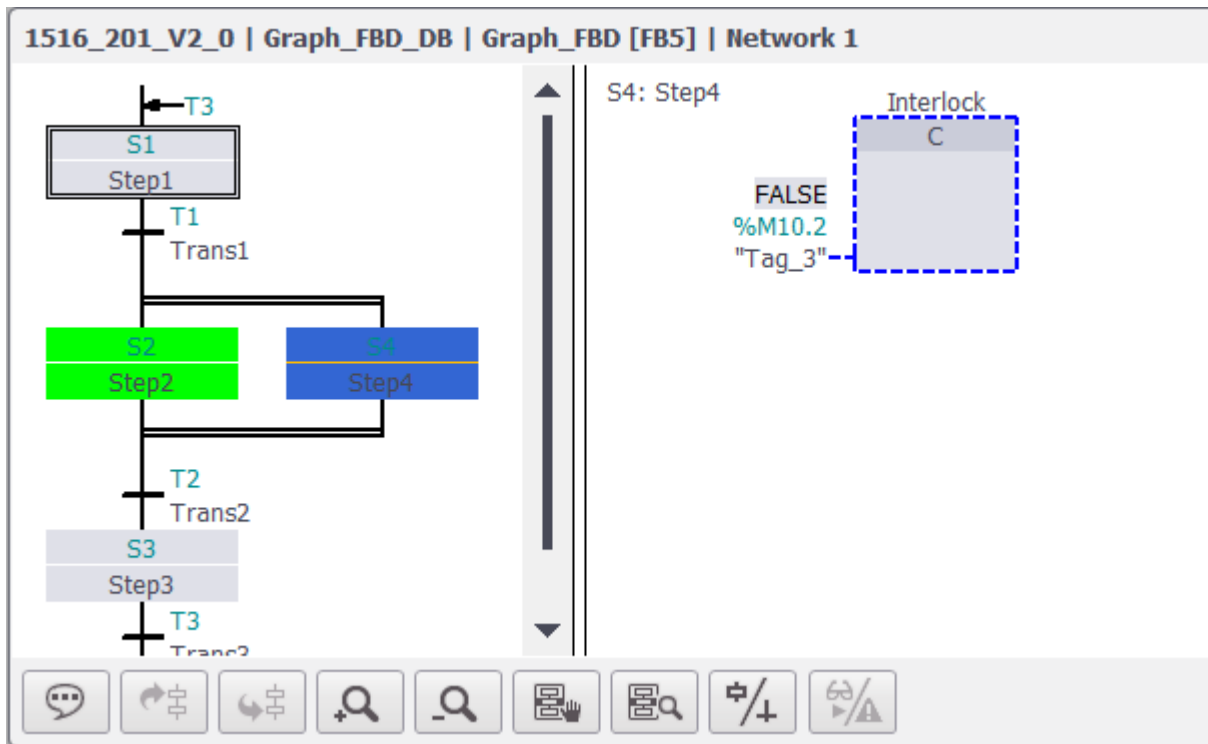 1516_201_V2_0 | Graph_FBD_DB | Graph_FBD [FB5] | Network 1
T3
S1
Step1
T1
Trans1
S2
Step2
S4
Step4
T2
Trans2
S3
Step3
T3
Trans3
S4: Step4
Interlock
C
FALSE
%M10.2
"Tag_3"